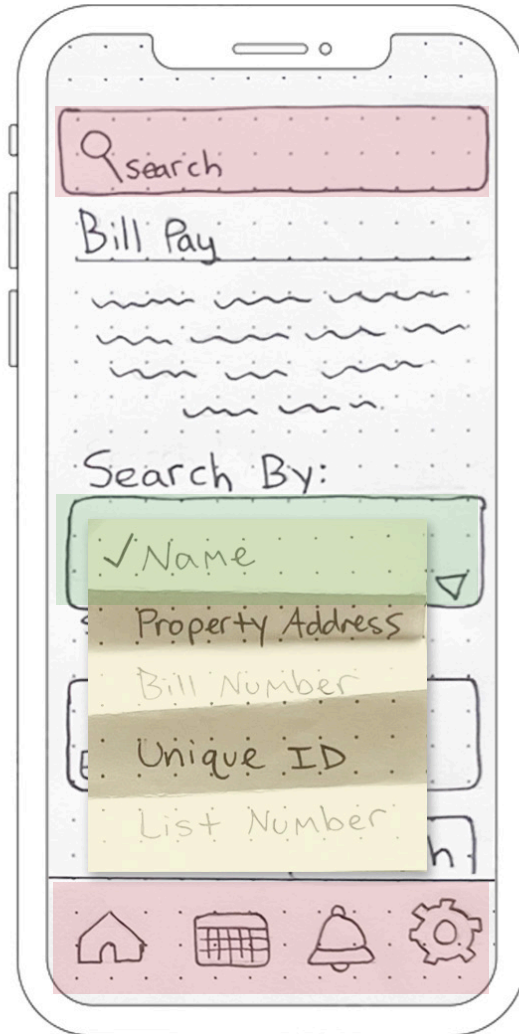 search
Bill Pay
Search By:
✓ Name
Property Address
Bill Number
Unique ID
List Number
h